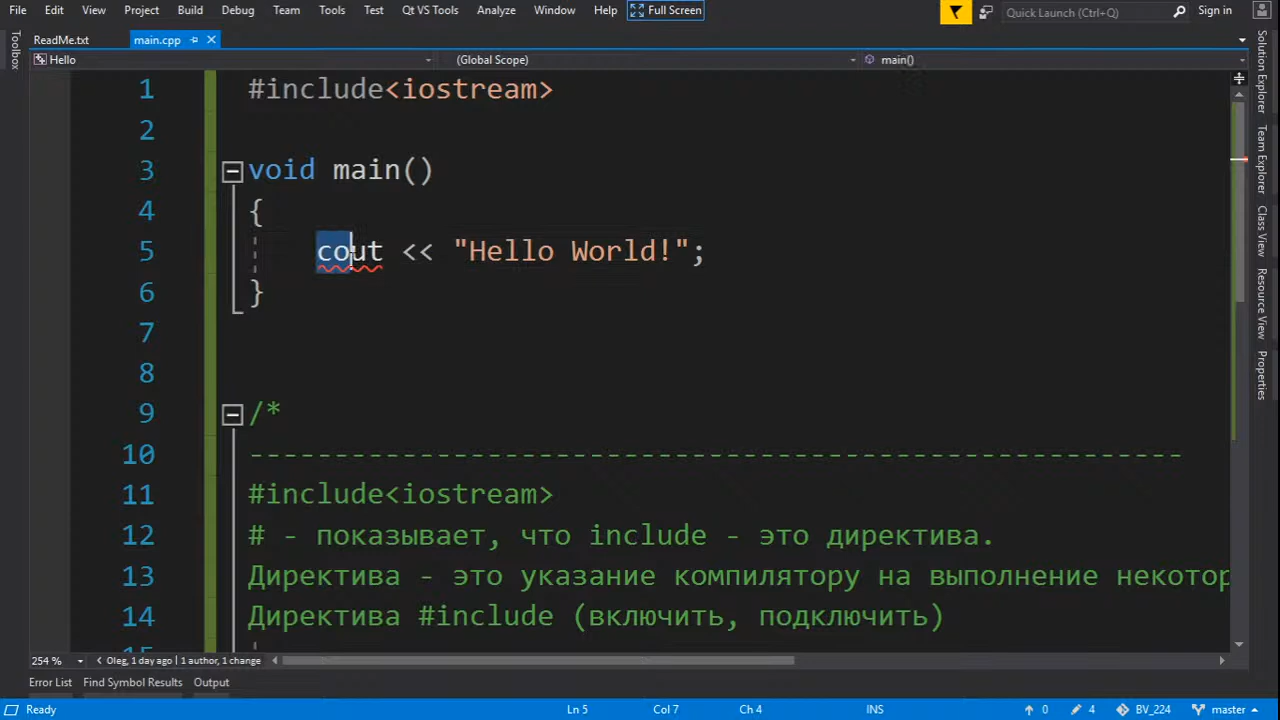 File Edit View Project Build Debug Team Tools Test Qt VS Tools Analyze Window Help Full Screen Quick Launch (Ctrl+Q) Sign in
ReadMe.txt main.cpp
Hello (Global Scope) main()
Toolbox
1 #include<iostream>
2
3 void main()
4 {
5 cout << "Hello World!";
6 }
7
8
9 /*
10 -------------------------------------------------------
11 #include<iostream>
12 # - показывает, что include - это директива.
13 Директива - это указание компилятору на выполнение некотор
14 Директива #include (включить, подключить)
Solution Explorer
Team Explorer
Class View
Resource View
Properties
254 % Oleg, 1 day ago | 1 author, 1 change
Error List Find Symbol Results Output
Ready Ln 5 Col 7 Ch 4 INS 0 4 BV_224 master